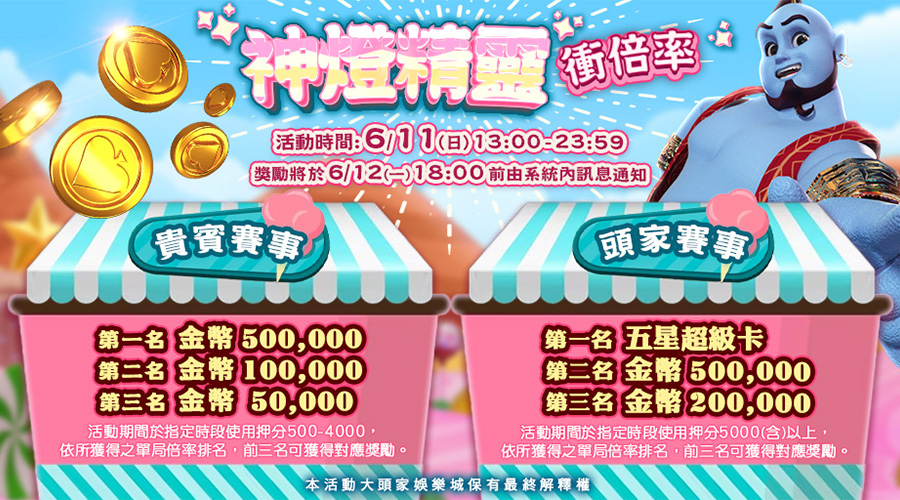 神燈精靈 衝倍率
活動時間:6/11(日)13:00-23:59
獎勵將於6/12(一)18:00前由系統內訊息通知
貴賓賽事
第一名 金幣 500,000
第二名 金幣 100,000
第三名 金幣 50,000
活動期間於指定時段使用押分500-4000,
依所獲得之單局倍率排名,前三名可獲得對應獎勵。
頭家賽事
第一名 五星超級卡
第二名 金幣 500,000
第三名 金幣 200,000
活動期間於指定時段使用押分5000(含)以上,
依所獲得之單局倍率排名,前三名可獲得對應獎勵。
本活動大頭家娛樂城保有最終解釋權